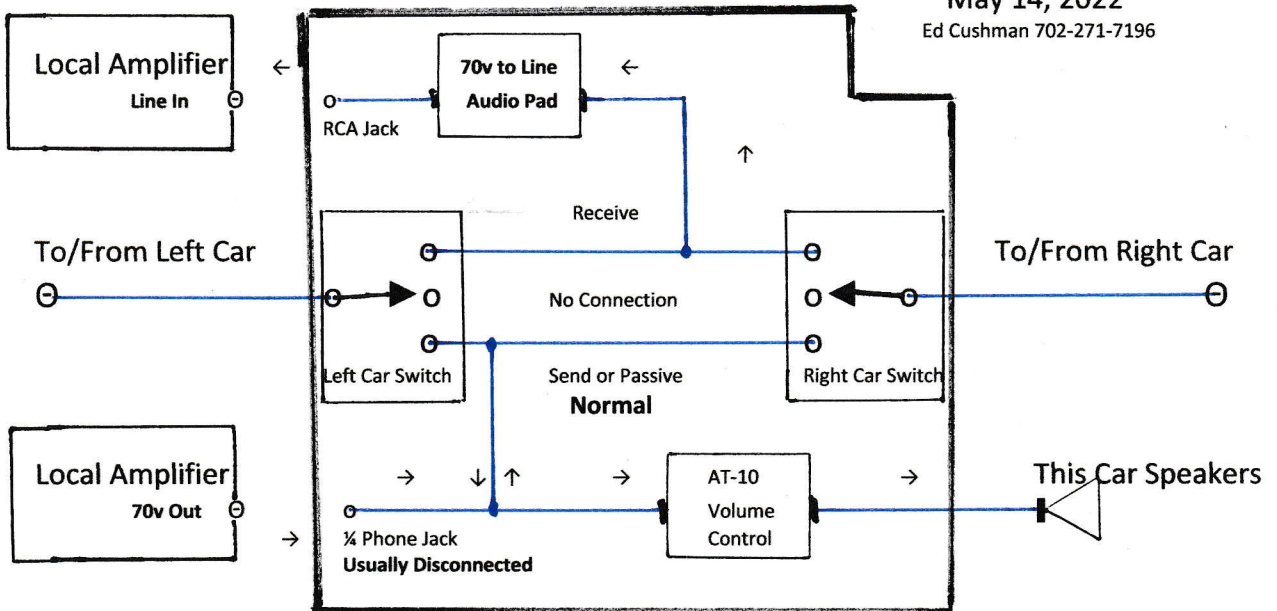 May 14, 2022
Ed Cushman 702-271-7196
Local Amplifier
Line In
70v to Line
Audio Pad
RCA Jack
Receive
To/From Left Car
To/From Right Car
No Connection
Left Car Switch
Send or Passive
Right Car Switch
Normal
Local Amplifier
70v Out
AT-10
Volume
Control
This Car Speakers
¼ Phone Jack
Usually Disconnected